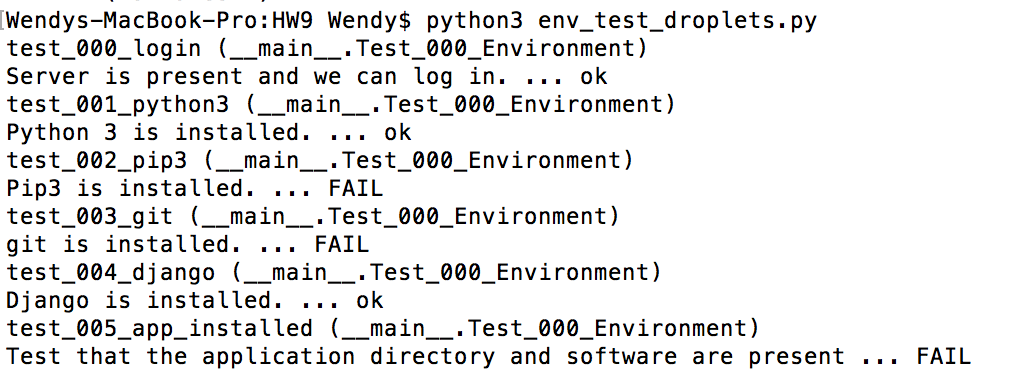 Wendys-MacBook-Pro:HW9 Wendy$ python3 env_test_droplets.py
test_000_login (__main__.Test_000_Environment)
Server is present and we can log in. ... ok
test_001_python3 (__main__.Test_000_Environment)
Python 3 is installed. ... ok
test_002_pip3 (__main__.Test_000_Environment)
Pip3 is installed. ... FAIL
test_003_git (__main__.Test_000_Environment)
git is installed. ... FAIL
test_004_django (__main__.Test_000_Environment)
Django is installed. ... ok
test_005_app_installed (__main__.Test_000_Environment)
Test that the application directory and software are present ... FAIL